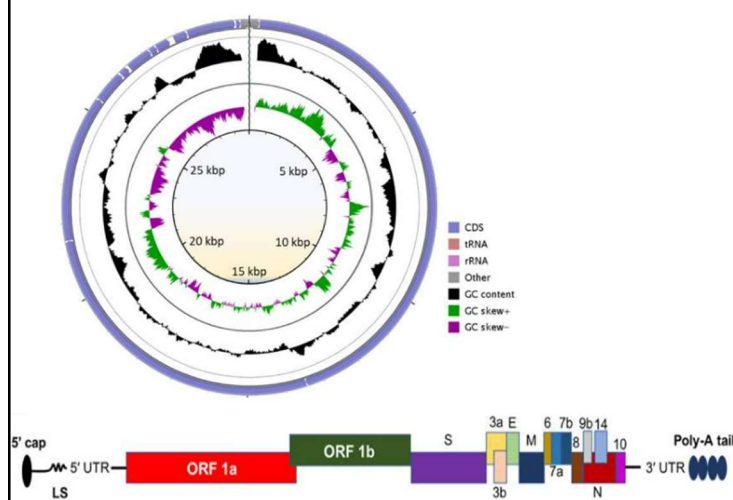 25 kbp
5 kbp
20 kbp
10 kbp
15 kbp
CDS
tRNA
rRNA
Other
GC content
GC skew+
GC skew-
5' cap
LS
5' UTR
ORF 1a
ORF 1b
S
3a E
3b
M
6 7b
7a
8
9b 14
N
10
3' UTR
Poly-A tail